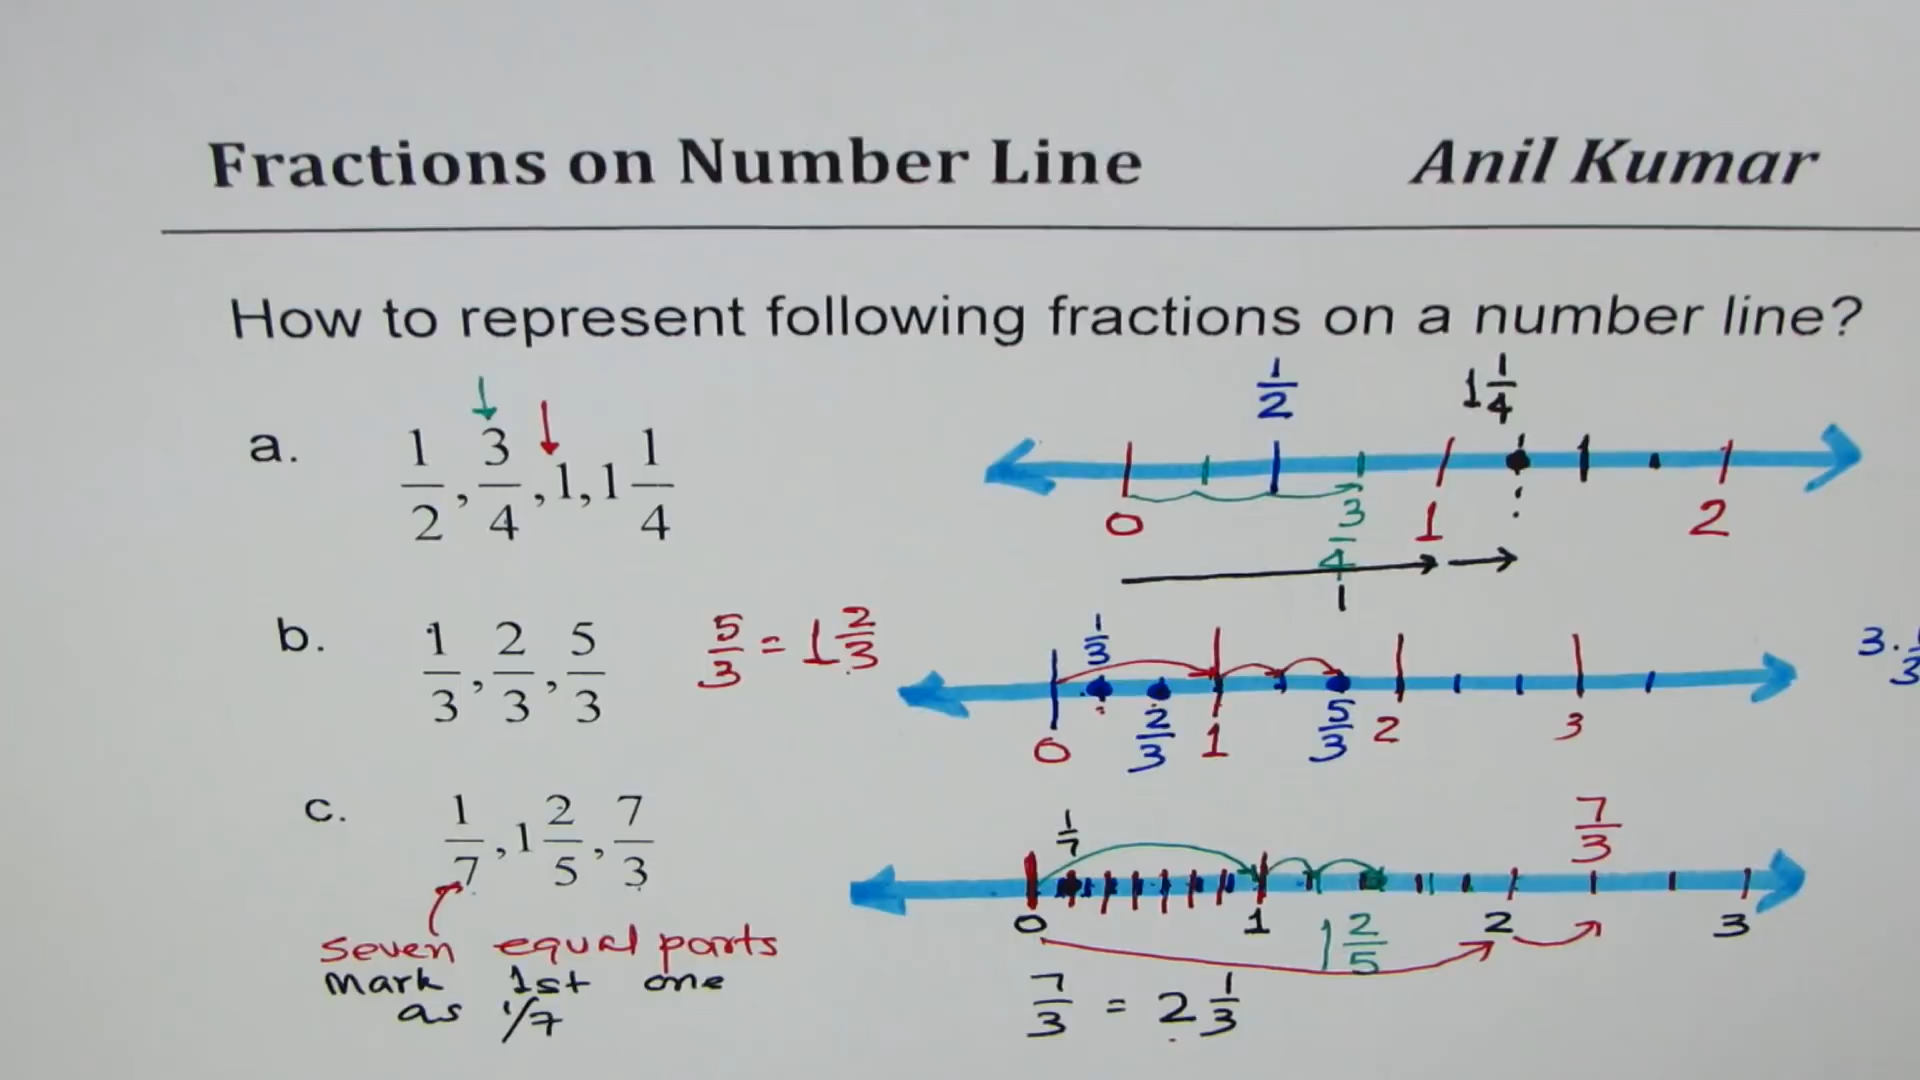 Fractions on Number Line Anil Kumar
How to represent following fractions on a number line?
a. 1/2, 3/4, 1, 1 1/4
1/2 1 1/4
0 3/4 1 2
1
b. 1/3, 2/3, 5/3 5/3 = 1 2/3
1/3
0 2/3 1 5/3 2 3
c. 1/7, 1 2/5, 7/3
1/7 7/3
0 1 1 2/5 2 3
seven equal parts
mark 1st one
as 1/7
7/3 = 2 1/3